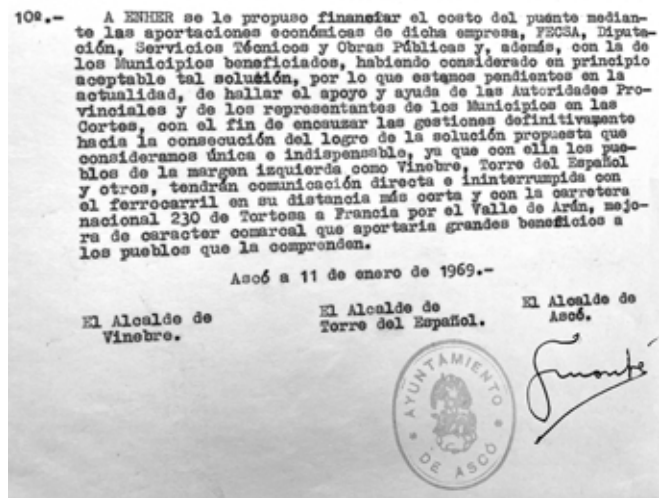 10º.- A ENHER se le propuso financiar el costo del puente median-
te las aportaciones económicas de dicha empresa, FECSA, Diputa-
ción, Servicios Técnicos y Obras Públicas y, además, con la de
los Municipios beneficiados, habiendo considerado en principio
aceptable tal solución, por lo que estamos pendientes en la
actualidad, de hallar el apoyo y ayuda de las Autoridades Pro-
vinciales y de los representantes de los Municipios en las
Cortes, con el fin de encauzar las gestiones definitivamente
hacia la consecución del logro de la solución propuesta que
consideramos única e indispensable, ya que con ella los pue-
blos de la margen izquierda como Vinebre, Torre del Español
y otros, tendrán comunicación directa e ininterrumpida con
el ferrocarril en su distancia más corta y con la carretera
nacional 230 de Tortosa a Francia por el Valle de Arán, mejo-
ra de caracter comarcal que aportaria grandes beneficios a
los pueblos que la comprenden.
Ascó a 11 de enero de 1969.-
El Alcalde de
Vinebre.
El Alcalde de
Torre del Español.
El Alcalde de
Ascó.
AYUNTAMIENTO
DE ASCÓ